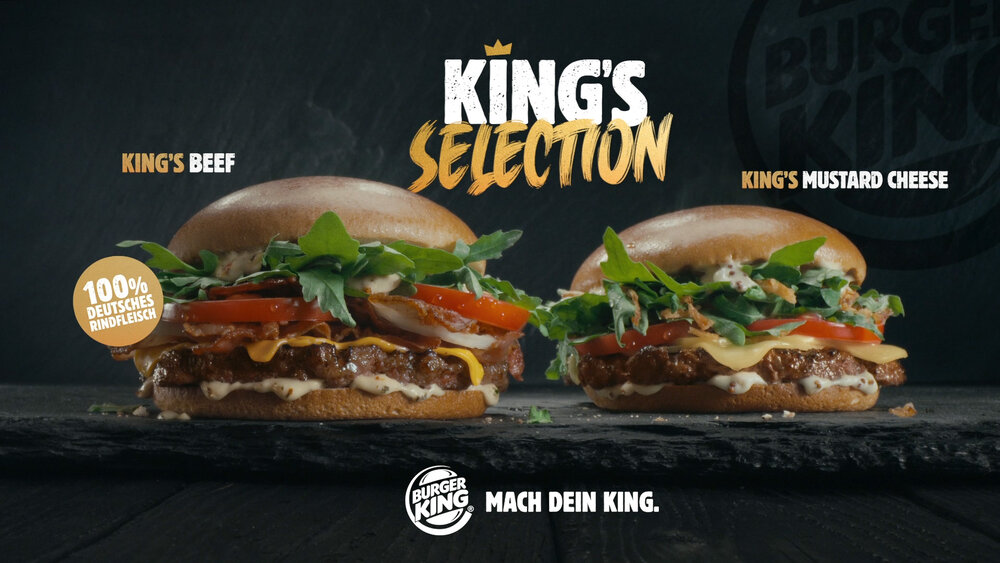 KING'S
SELECTION
KING'S BEEF
KING'S MUSTARD CHEESE
100%
DEUTSCHES
RINDFLEISCH
BURGER
KING
BURGER
KING®
MACH DEIN KING.